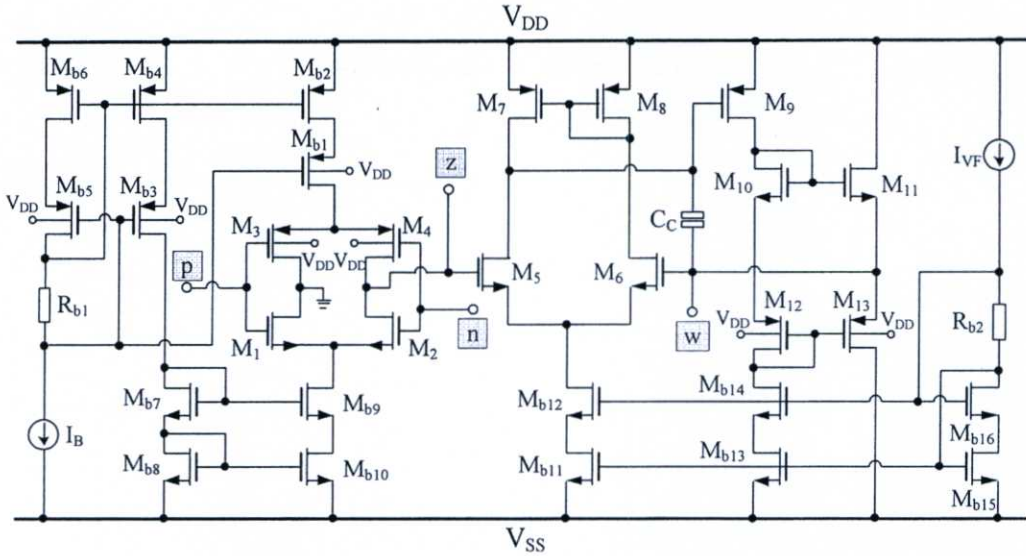 V_DD
M_b6
M_b4
M_b2
M_7
M_8
M_9
M_b1
z
V_DD
I_VF
M_b5
M_b3
V_DD
V_DD
M_10
M_11
C_C
M_3
M_4
V_DD
V_DD
p
M_5
M_6
R_b1
n
w
M_12
M_13
V_DD
V_DD
R_b2
M_1
M_2
M_b7
M_b9
M_b12
M_b14
M_b16
I_B
M_b8
M_b10
M_b11
M_b13
M_b15
V_SS